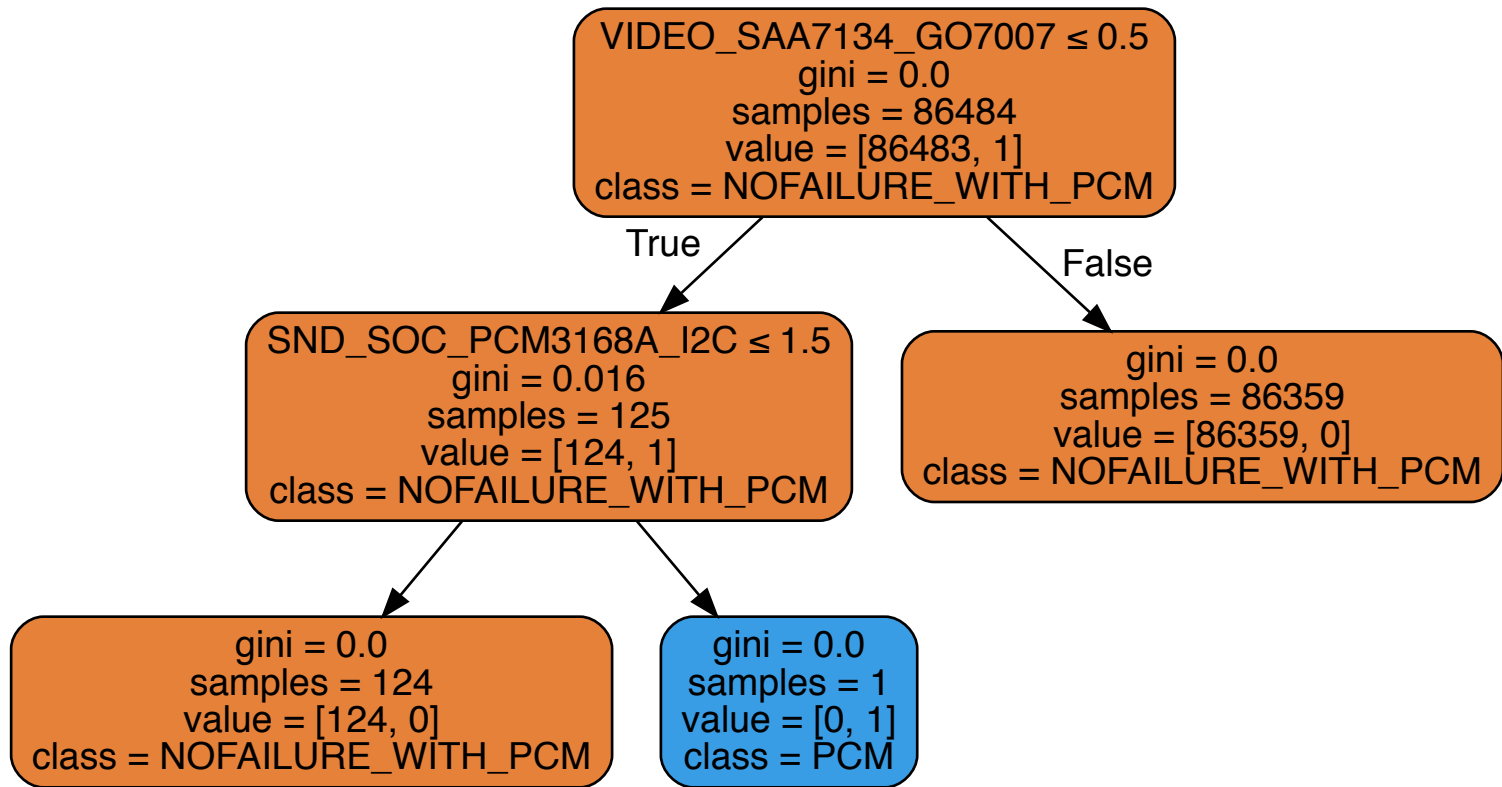 VIDEO_SAA7134_GO7007 ≤ 0.5
gini = 0.0
samples = 86484
value = [86483, 1]
class = NOFAILURE_WITH_PCM
True
False
SND_SOC_PCM3168A_I2C ≤ 1.5
gini = 0.016
samples = 125
value = [124, 1]
class = NOFAILURE_WITH_PCM
gini = 0.0
samples = 86359
value = [86359, 0]
class = NOFAILURE_WITH_PCM
gini = 0.0
samples = 124
value = [124, 0]
class = NOFAILURE_WITH_PCM
gini = 0.0
samples = 1
value = [0, 1]
class = PCM